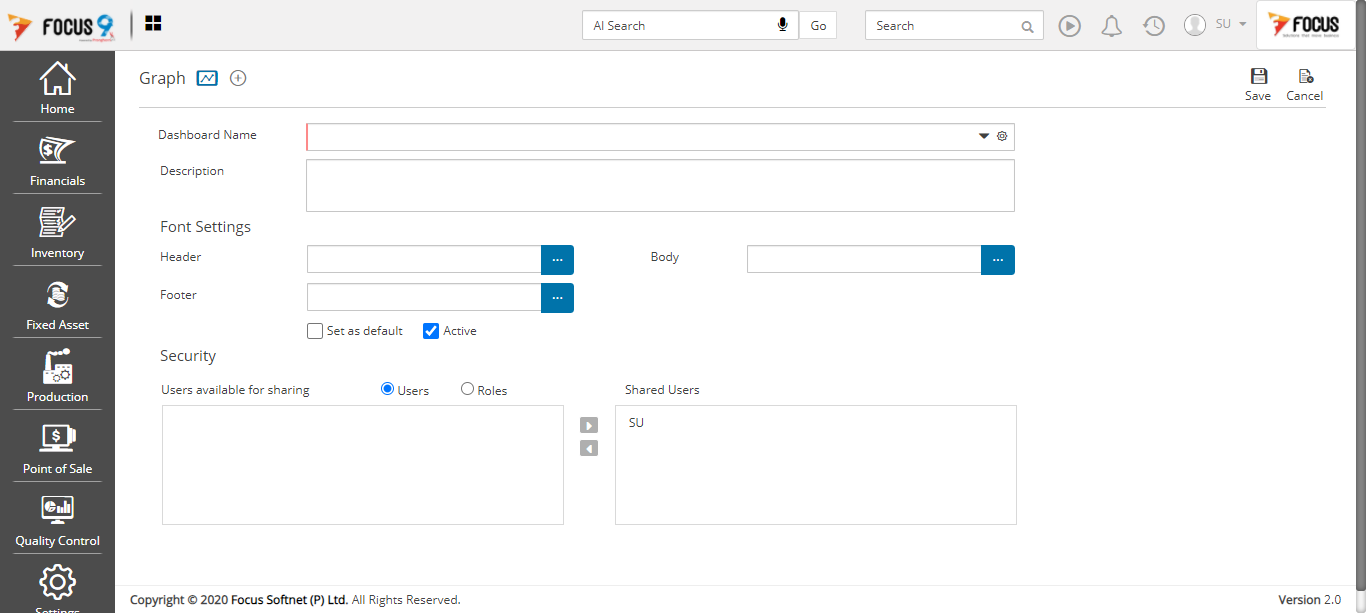 FOCUS 9
AI Search
Go
Search
SU
FOCUS
Home
Financials
Inventory
Fixed Asset
Production
Point of Sale
Quality Control
Settings
Graph
Save
Cancel
Dashboard Name
Description
Font Settings
Header
...
Body
...
Footer
...
Set as default
Active
Security
Users available for sharing
Users
Roles
Shared Users
SU
Copyright © 2020 Focus Softnet (P) Ltd. All Rights Reserved.
Version 2.0